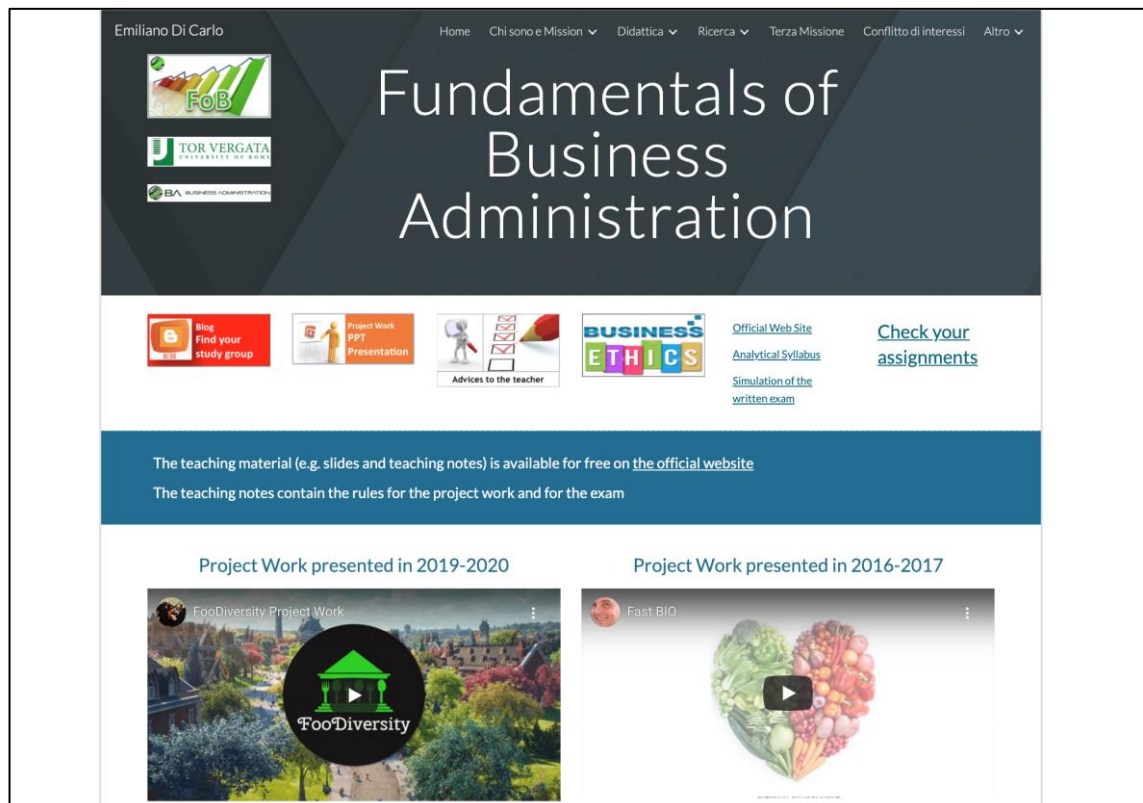 Emiliano Di Carlo
Home Chi sono e Mission Didattica Ricerca Terza Missione Conflitto di interessi Altro
FoB
TOR VERGATA
UNIVERSITY OF ROME
BA BUSINESS ADMINISTRATION
Fundamentals of
Business
Administration
Blog
Find your
study group
BLOG
Project Work
PPT
Presentation
Advices to the teacher
BUSINESS
ETHICS
Official Web Site
Analytical Syllabus
Simulation of the
written exam
Check your
assignments
The teaching material (e.g. slides and teaching notes) is available for free on the official website
The teaching notes contain the rules for the project work and for the exam
Project Work presented in 2019-2020
Project Work presented in 2016-2017
FooDiversity Project Work
FooDiversity
Fast BIO